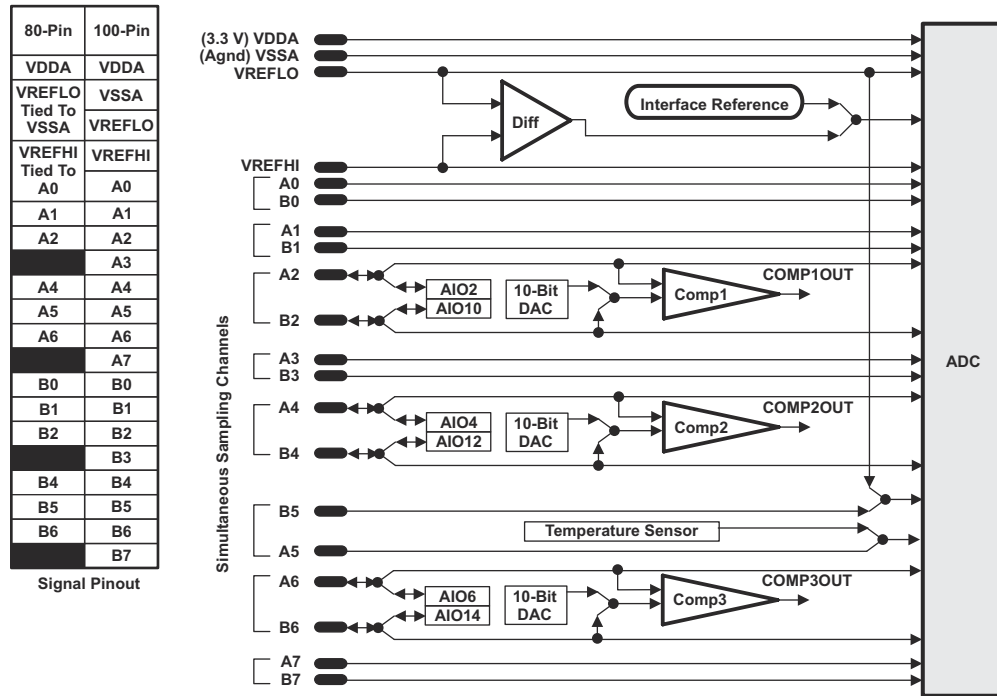 80-Pin 100-Pin
VDDA VDDA
VREFLO
Tied To
VSSA
VSSA
VREFLO
VREFHI
Tied To
A0
VREFHI
A0
A1 A1
A2 A2
A3
A4 A4
A5 A5
A6 A6
A7
B0 B0
B1 B1
B2 B2
B3
B4 B4
B5 B5
B6 B6
B7
Signal Pinout
Simultaneous Sampling Channels
(3.3 V) VDDA
(Agnd) VSSA
VREFLO
Interface Reference
Diff
VREFHI
A0
B0
A1
B1
A2
AIO2
AIO10
10-Bit
DAC
Comp1
COMP1OUT
B2
A3
B3
ADC
A4
AIO4
AIO12
10-Bit
DAC
Comp2
COMP2OUT
B4
B5
Temperature Sensor
A5
A6
AIO6
AIO14
10-Bit
DAC
Comp3
COMP3OUT
B6
A7
B7